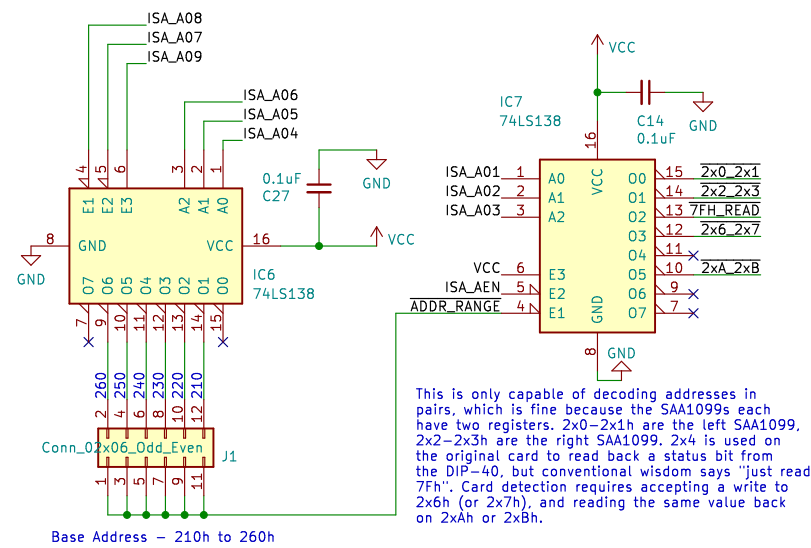 ISA_A08
ISA_A07
ISA_A09
ISA_A06
ISA_A05
ISA_A04
4 5 6 3 2 1
E1 E2 E3 A2 A1 A0
8 GND VCC 16
GND
O7 O6 O5 O4 O3 O2 O1 O0
7 9 10 11 12 13 14 15
IC6
74LS138
0.1uF
C27
GND
VCC
260 250 240 230 220 210
2 4 6 8 10 12
Conn_02x06_Odd_Even
J1
1 3 5 7 9 11
Base Address – 210h to 260h
VCC
IC7
74LS138
C14
0.1uF
GND
16
VCC
ISA_A01 1 A0
ISA_A02 2 A1
ISA_A03 3 A2
VCC 6 E3
ISA_AEN 5 E2
ADDR_RANGE 4 E1
O0 15 2x0_2x1
O1 14 2x2_2x3
O2 13 7FH_READ
O3 12 2x6_2x7
O4 11
O5 10 2xA_2xB
O6 9
O7 7
GND
8
GND
This is only capable of decoding addresses in
pairs, which is fine because the SAA1099s each
have two registers. 2x0–2x1h are the left SAA1099,
2x2–2x3h are the right SAA1099. 2x4 is used on
the original card to read back a status bit from
the DIP-40, but conventional wisdom says "just read
7Fh". Card detection requires accepting a write to
2x6h (or 2x7h), and reading the same value back
on 2xAh or 2xBh.